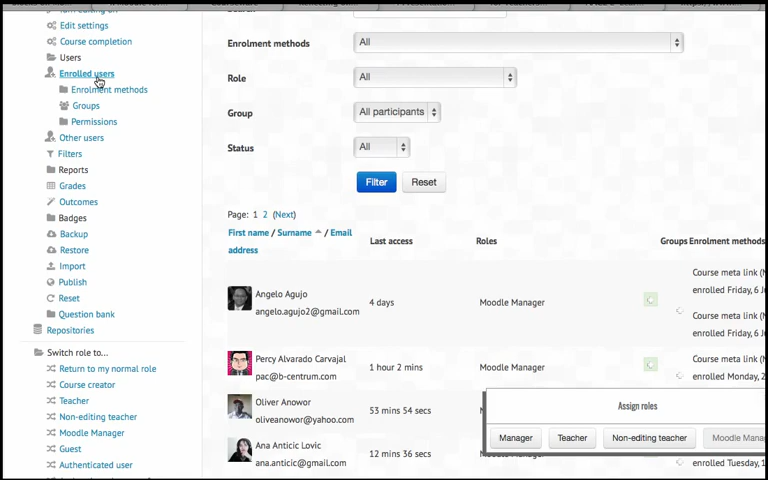 Edit settings
Course completion
Users
Enrolled users
Enrolment methods
Groups
Permissions
Other users
Filters
Reports
Grades
Outcomes
Badges
Backup
Restore
Import
Publish
Reset
Question bank
Repositories
Switch role to...
Return to my normal role
Course creator
Teacher
Non-editing teacher
Moodle Manager
Guest
Authenticated user
Enrolment methods All
Role All
Group All participants
Status All
Filter Reset
Page: 1 2 (Next)
First name / Surname / Email address Last access Roles Groups Enrolment methods
Angelo Agujo
angelo.agujo2@gmail.com
4 days
Moodle Manager
Course meta link (
enrolled Friday, 6 J
Course meta link (
enrolled Friday, 6 J
Percy Alvarado Carvajal
pac@b-centrum.com
1 hour 2 mins
Moodle Manager
Course meta link (
enrolled Monday, 2
Oliver Anowor
oliveanowor@yahoo.com
53 mins 54 secs
Ana Anticic Lovic
ana.anticic@gmail.com
12 mins 36 secs
Assign roles
Manager Teacher Non-editing teacher Moodle Mana
enrolled Tuesday, 1